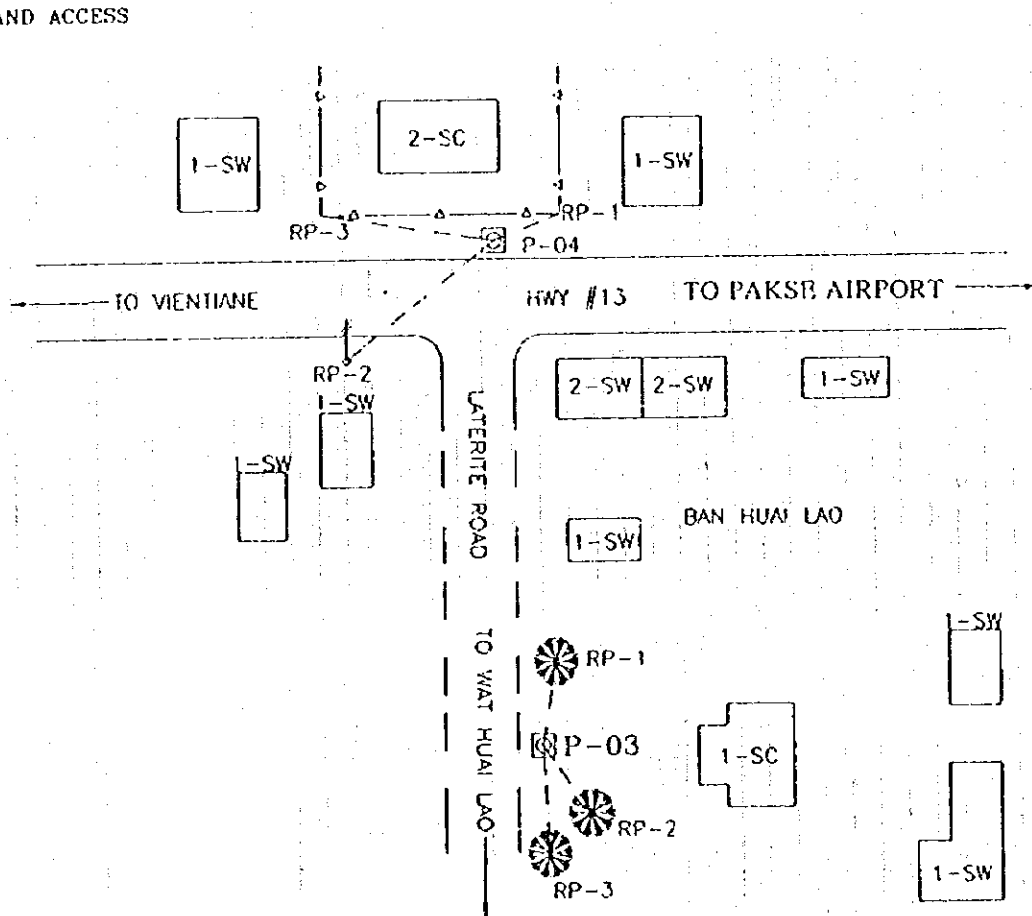 AND ACCESS
1-SW
2-SC
1-SW
RP-3
RP-1
P-04
TO VIENTIANE
HWY #13
TO PAKSE AIRPORT
RP-2
1-SW
1-SW
2-SW
2-SW
1-SW
LATERITE ROAD
BAN HUAI LAO
1-SW
1-SW
TO WAT HUAI LAO
RP-1
P-03
1-SC
RP-2
RP-3
1-SW